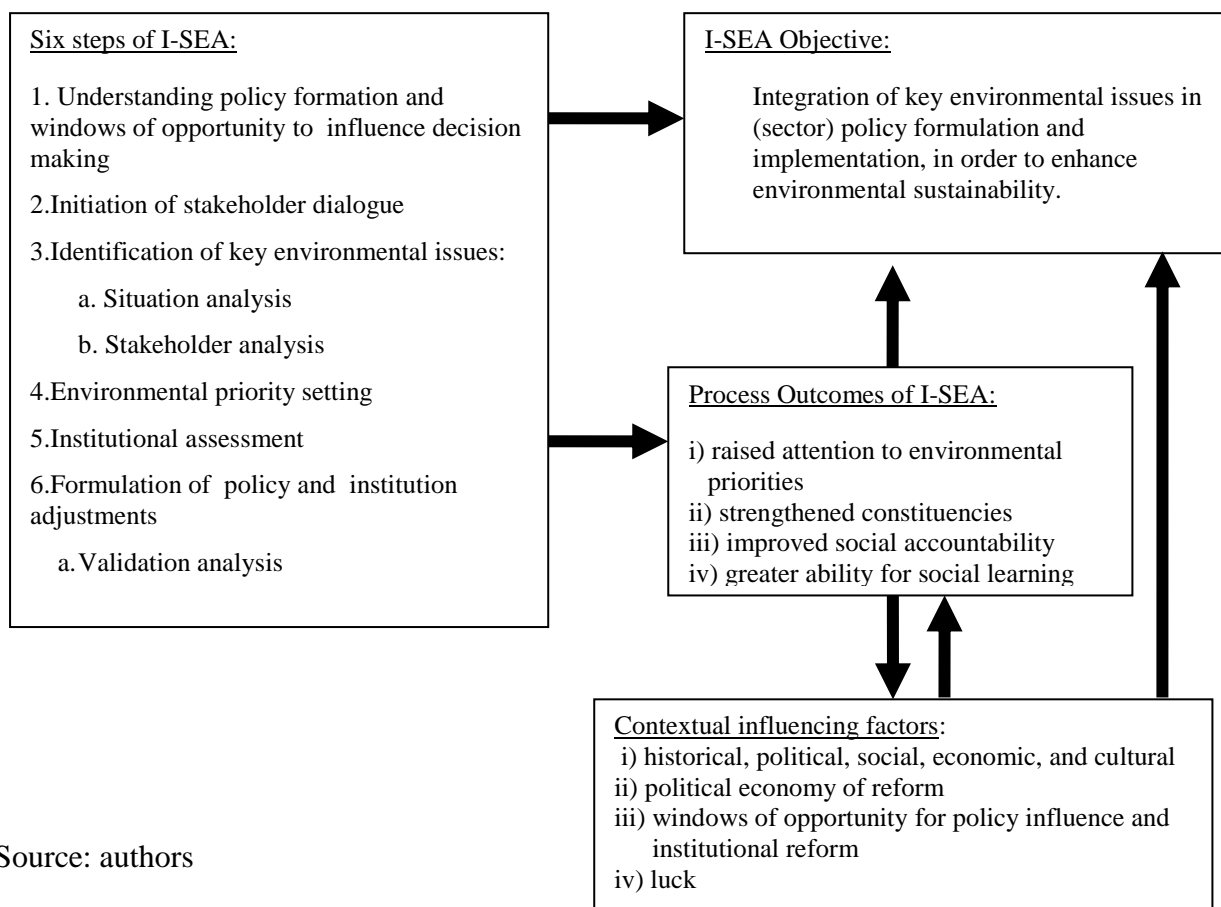 Six steps of I-SEA:
1. Understanding policy formation and
windows of opportunity to influence decision
making
2.Initiation of stakeholder dialogue
3.Identification of key environmental issues:
a. Situation analysis
b. Stakeholder analysis
4.Environmental priority setting
5.Institutional assessment
6.Formulation of policy and institution
adjustments
a. Validation analysis
I-SEA Objective:
Integration of key environmental issues in
(sector) policy formulation and
implementation, in order to enhance
environmental sustainability.
Process Outcomes of I-SEA:
i) raised attention to environmental
priorities
ii) strengthened constituencies
iii) improved social accountability
iv) greater ability for social learning
Contextual influencing factors:
i) historical, political, social, economic, and cultural
ii) political economy of reform
iii) windows of opportunity for policy influence and
institutional reform
iv) luck
Source: authors